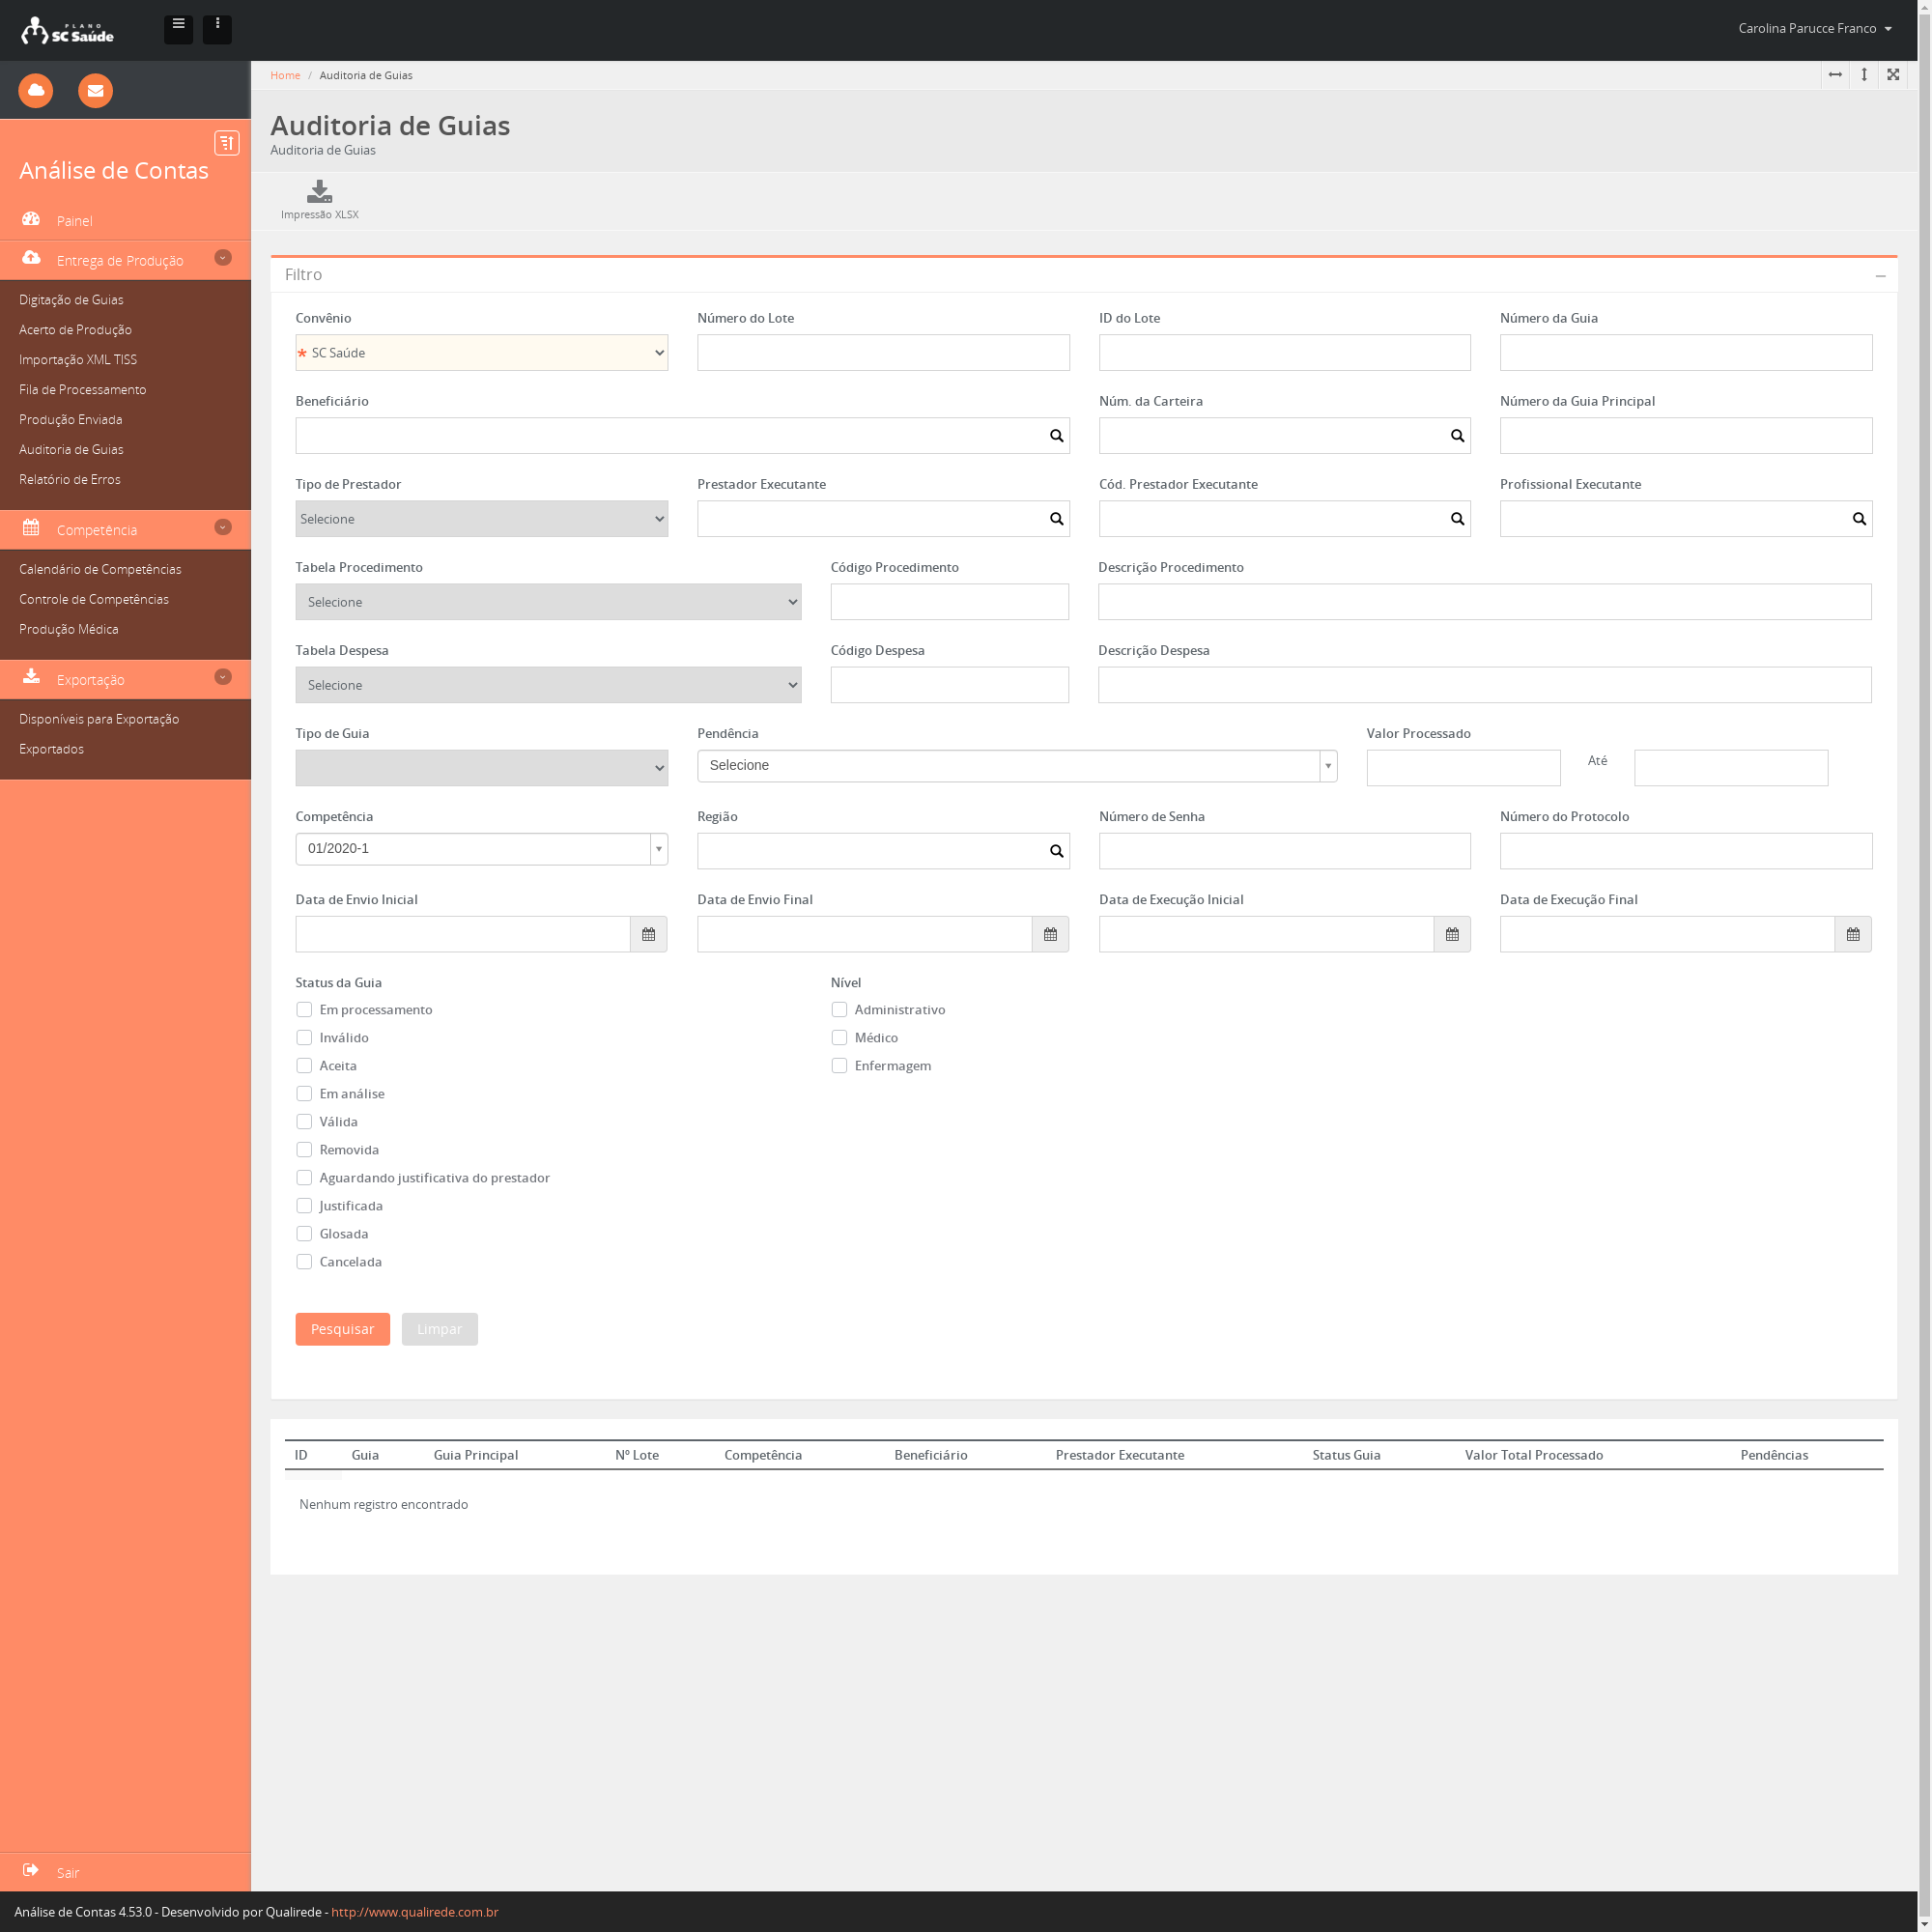 PLANO
SC Saúde
Carolina Parucce Franco
Home / Auditoria de Guias
Auditoria de Guias
Auditoria de Guias
Impressão XLSX
Análise de Contas
Painel
Entrega de Produção
Digitação de Guias
Acerto de Produção
Importação XML TISS
Fila de Processamento
Produção Enviada
Auditoria de Guias
Relatório de Erros
Competência
Calendário de Competências
Controle de Competências
Produção Médica
Exportação
Disponíveis para Exportação
Exportados
Sair
Filtro
Convênio Número do Lote ID do Lote Número da Guia
* SC Saúde
Beneficiário Núm. da Carteira Número da Guia Principal
Tipo de Prestador Prestador Executante Cód. Prestador Executante Profissional Executante
Selecione
Tabela Procedimento Código Procedimento Descrição Procedimento
Selecione
Tabela Despesa Código Despesa Descrição Despesa
Selecione
Tipo de Guia Pendência Valor Processado
Selecione Até
Competência Região Número de Senha Número do Protocolo
01/2020-1
Data de Envio Inicial Data de Envio Final Data de Execução Inicial Data de Execução Final
Status da Guia Nível
Em processamento Administrativo
Inválido Médico
Aceita Enfermagem
Em análise
Válida
Removida
Aguardando justificativa do prestador
Justificada
Glosada
Cancelada
Pesquisar Limpar
ID Guia Guia Principal Nº Lote Competência Beneficiário Prestador Executante Status Guia Valor Total Processado Pendências
Nenhum registro encontrado
Análise de Contas 4.53.0 - Desenvolvido por Qualirede - http://www.qualirede.com.br